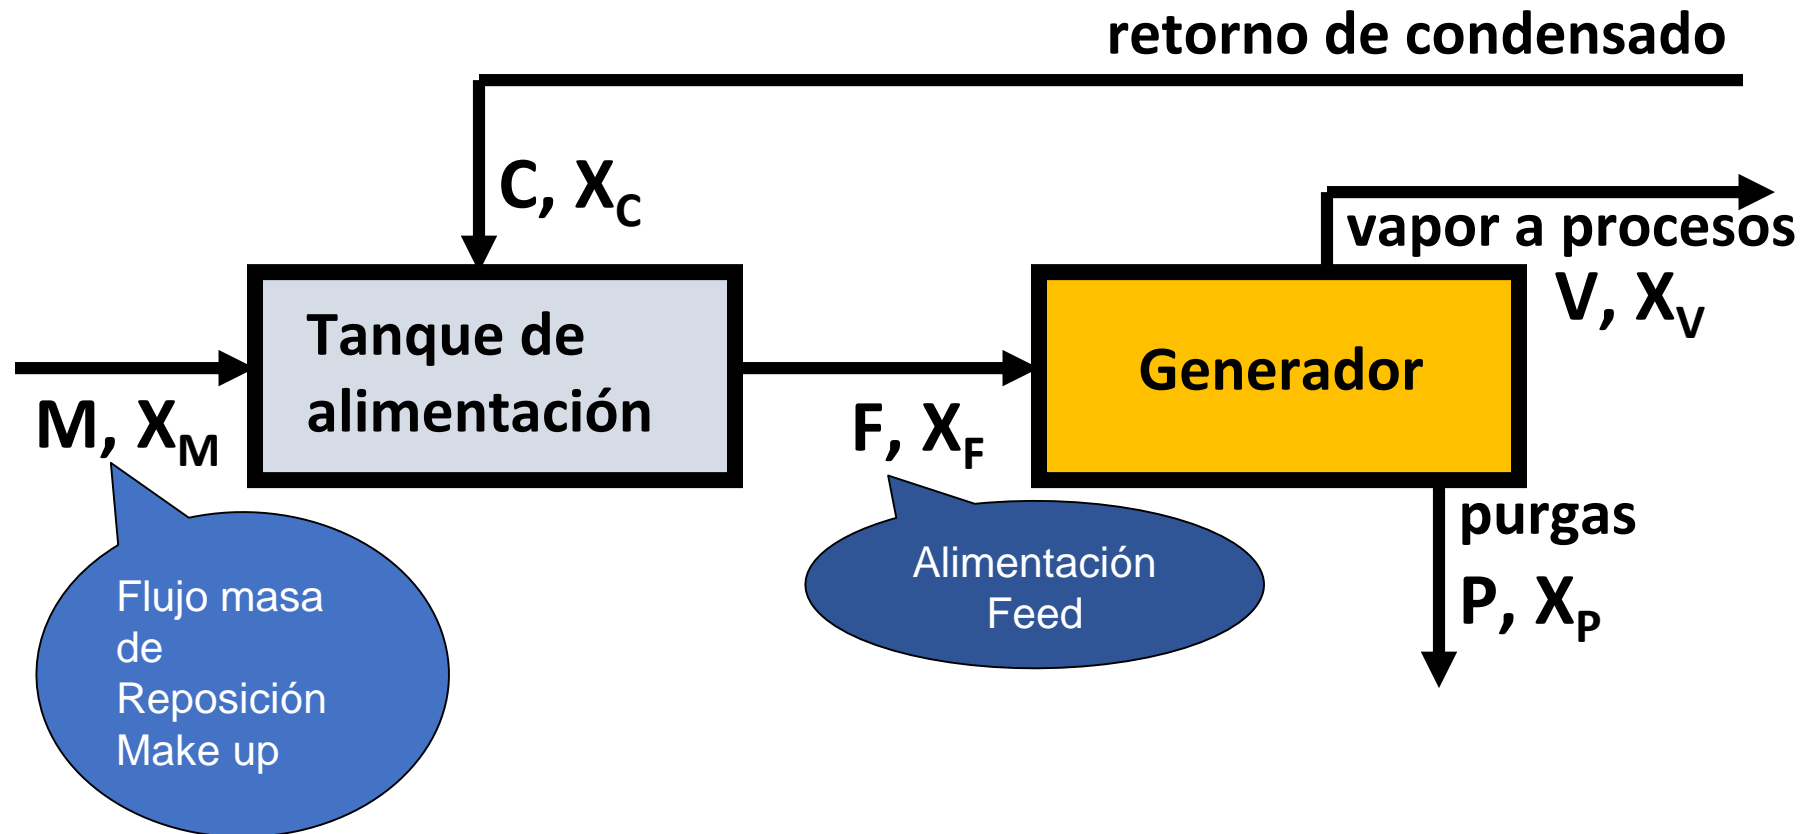 retorno de condensado
C, XC
vapor a procesos
V, XV
Tanque de
alimentación
Generador
M, XM
F, XF
purgas
P, XP
Flujo masa
de
Reposición
Make up
Alimentación
Feed